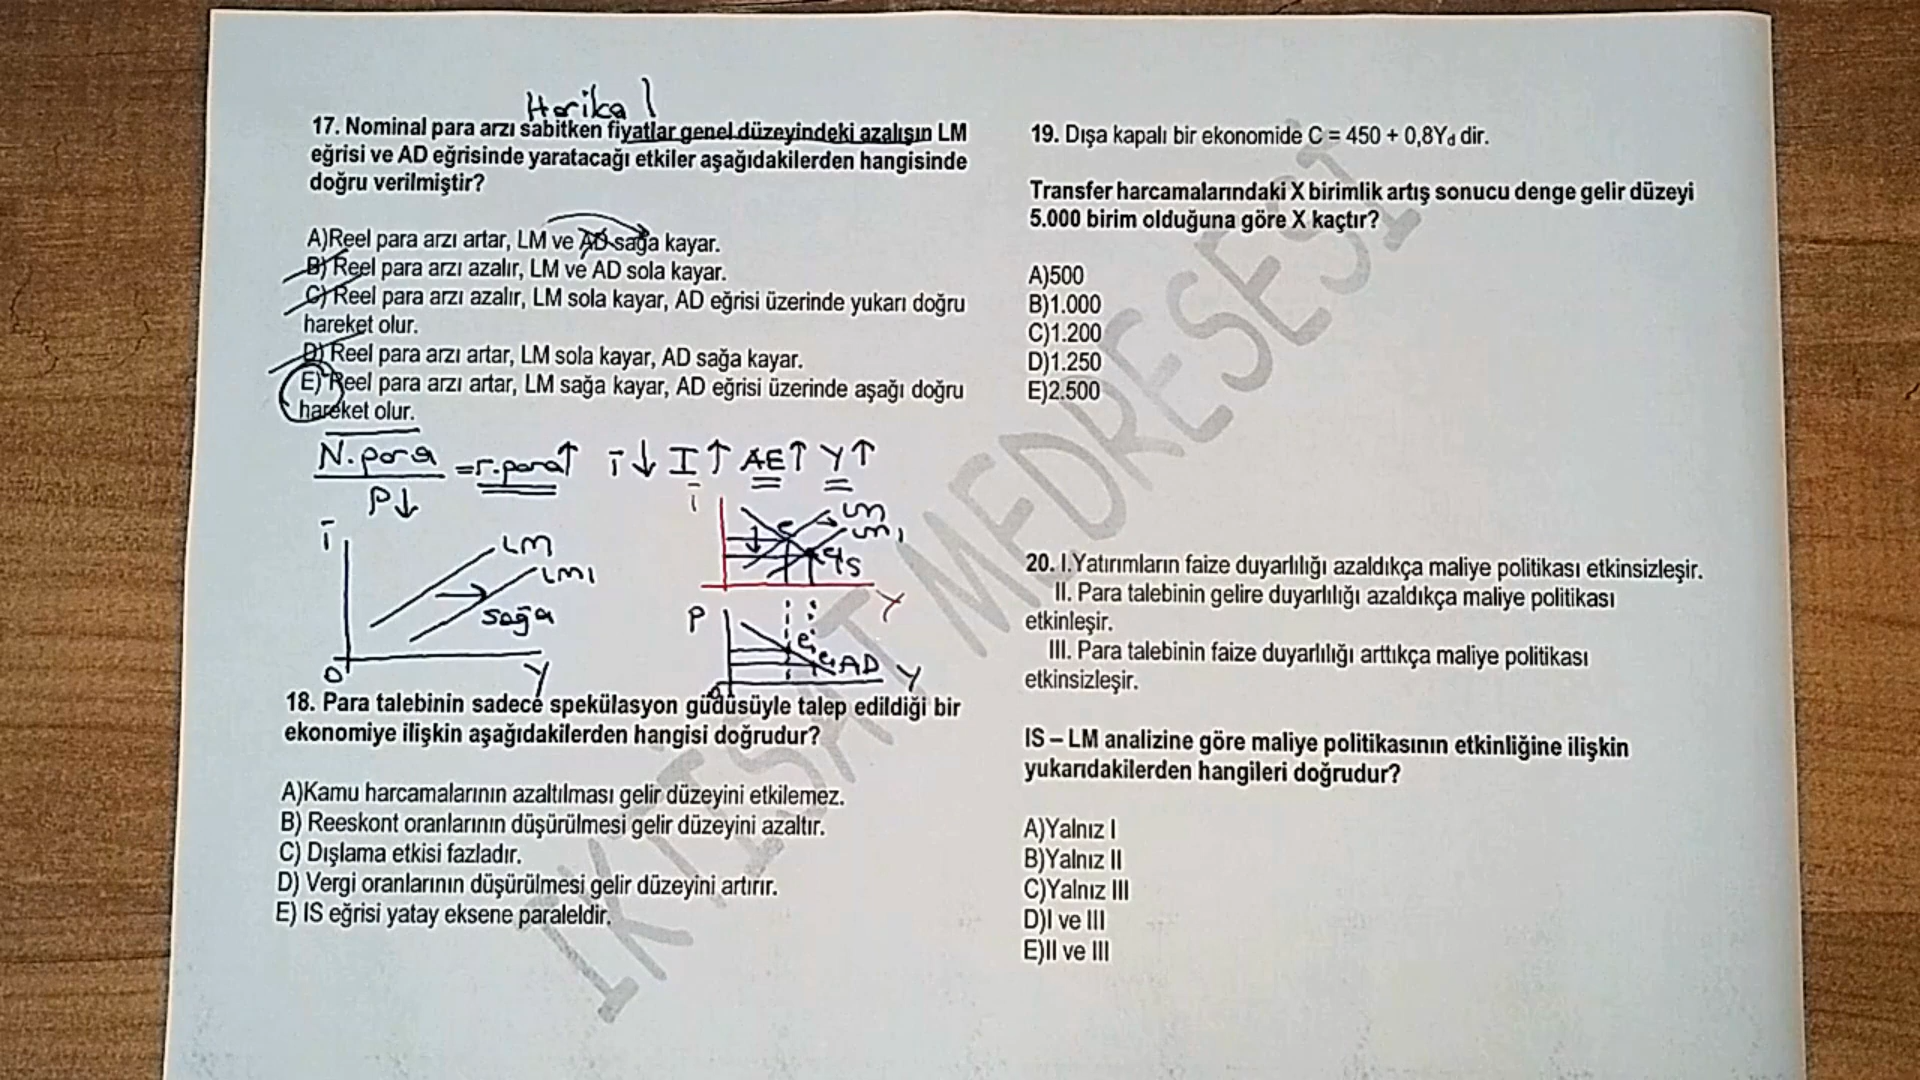 Harika!
17. Nominal para arzı sabitken fiyatlar genel düzeyindeki azalışın LM
eğrisi ve AD eğrisinde yaratacağı etkiler aşağıdakilerden hangisinde
doğru verilmiştir?
A)Reel para arzı artar, LM ve AD sağa kayar.
B) Reel para arzı azalır, LM ve AD sola kayar.
C) Reel para arzı azalır, LM sola kayar, AD eğrisi üzerinde yukarı doğru
hareket olur.
D) Reel para arzı artar, LM sola kayar, AD sağa kayar.
E) Reel para arzı artar, LM sağa kayar, AD eğrisi üzerinde aşağı doğru
hareket olur.
N.para
=r.para↑ i↓ I↑ AE↑ Y↑
P↓
i
LM
LM1
sağa
0
Y
i
LM
LM1
IS
Y
P
e
e1
AD
Y
0
18. Para talebinin sadece spekülasyon güdüsüyle talep edildiği bir
ekonomiye ilişkin aşağıdakilerden hangisi doğrudur?
A)Kamu harcamalarının azaltılması gelir düzeyini etkilemez.
B) Reeskont oranlarının düşürülmesi gelir düzeyini azaltır.
C) Dışlama etkisi fazladır.
D) Vergi oranlarının düşürülmesi gelir düzeyini artırır.
E) IS eğrisi yatay eksene paraleldir.
19. Dışa kapalı bir ekonomide C = 450 + 0,8Yd dir.
Transfer harcamalarındaki X birimlik artış sonucu denge gelir düzeyi
5.000 birim olduğuna göre X kaçtır?
A)500
B)1.000
C)1.200
D)1.250
E)2.500
20. I.Yatırımların faize duyarlılığı azaldıkça maliye politikası etkinsizleşir.
II. Para talebinin gelire duyarlılığı azaldıkça maliye politikası
etkinleşir.
III. Para talebinin faize duyarlılığı arttıkça maliye politikası
etkinsizleşir.
IS – LM analizine göre maliye politikasının etkinliğine ilişkin
yukarıdakilerden hangileri doğrudur?
A)Yalnız I
B)Yalnız II
C)Yalnız III
D)I ve III
E)II ve III
İKTİSAT MEDRESESİ